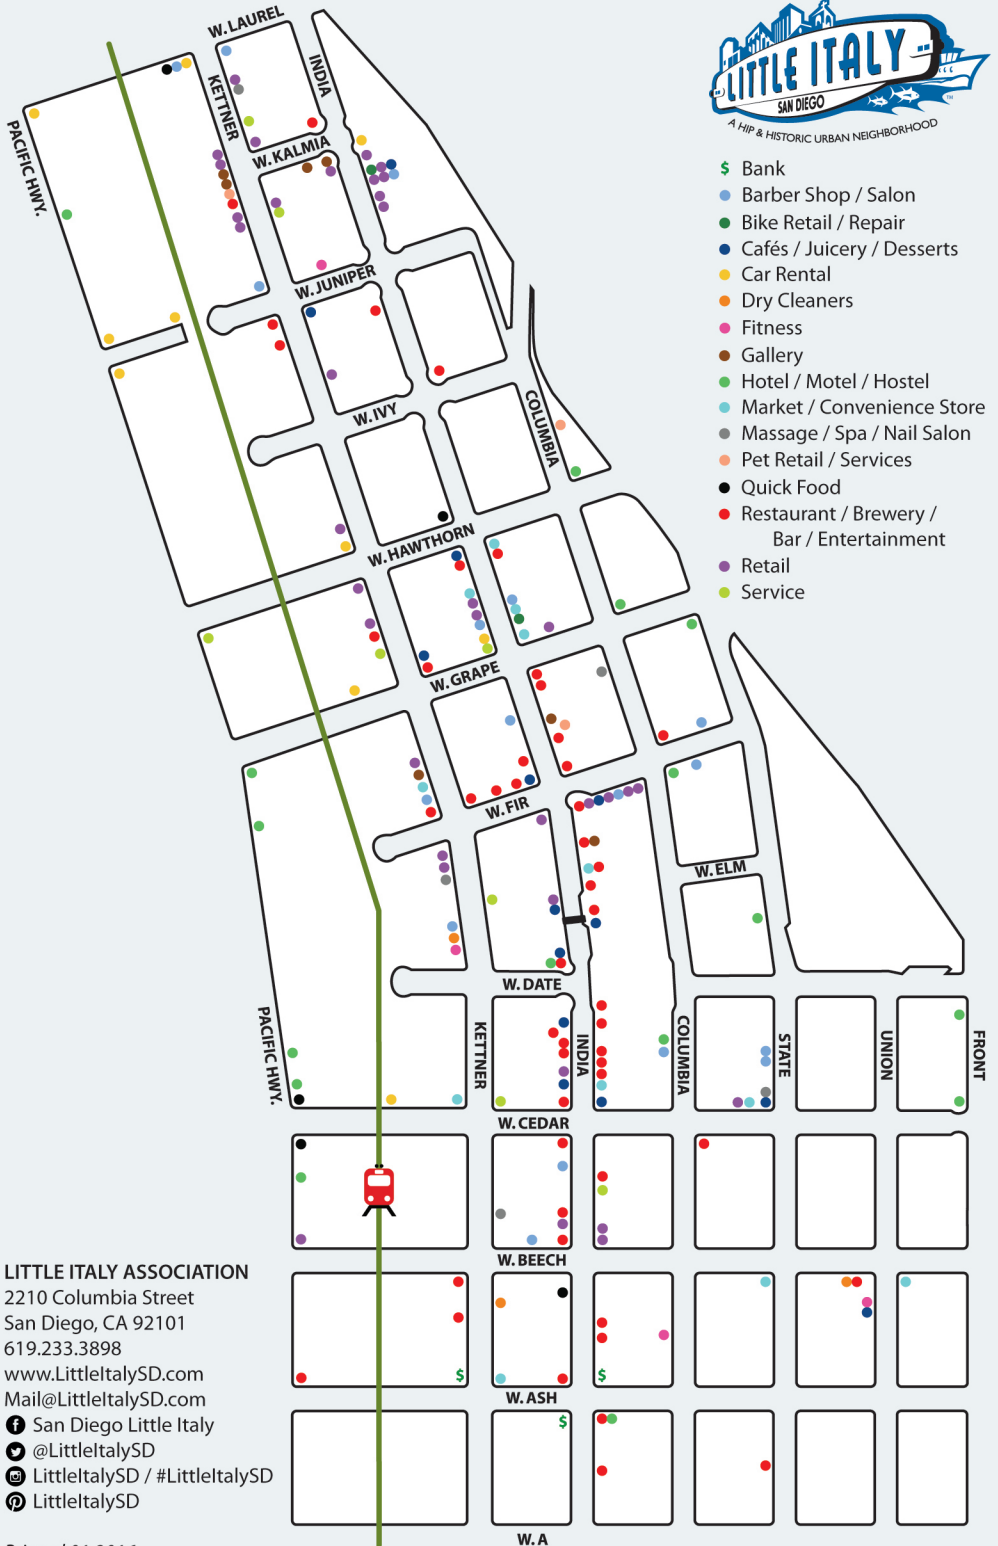 W. LAUREL
KETTNER
INDIA
PACIFIC HWY.
W. KALMIA
W. JUNIPER
W. IVY
COLUMBIA
W. HAWTHORN
W. GRAPE
W. FIR
W. ELM
W. DATE
PACIFIC HWY.
KETTNER
INDIA
COLUMBIA
STATE
UNION
FRONT
W. CEDAR
W. BEECH
W. ASH
W. A
$
$
$
LITTLE ITALY
SAN DIEGO
TM
A HIP & HISTORIC URBAN NEIGHBORHOOD
$ Bank
Barber Shop / Salon
Bike Retail / Repair
Cafés / Juicery / Desserts
Car Rental
Dry Cleaners
Fitness
Gallery
Hotel / Motel / Hostel
Market / Convenience Store
Massage / Spa / Nail Salon
Pet Retail / Services
Quick Food
Restaurant / Brewery /
Bar / Entertainment
Retail
Service
LITTLE ITALY ASSOCIATION
2210 Columbia Street
San Diego, CA 92101
619.233.3898
www.LittleItalySD.com
Mail@LittleItalySD.com
San Diego Little Italy
@LittleItalySD
LittleItalySD / #LittleItalySD
LittleItalySD